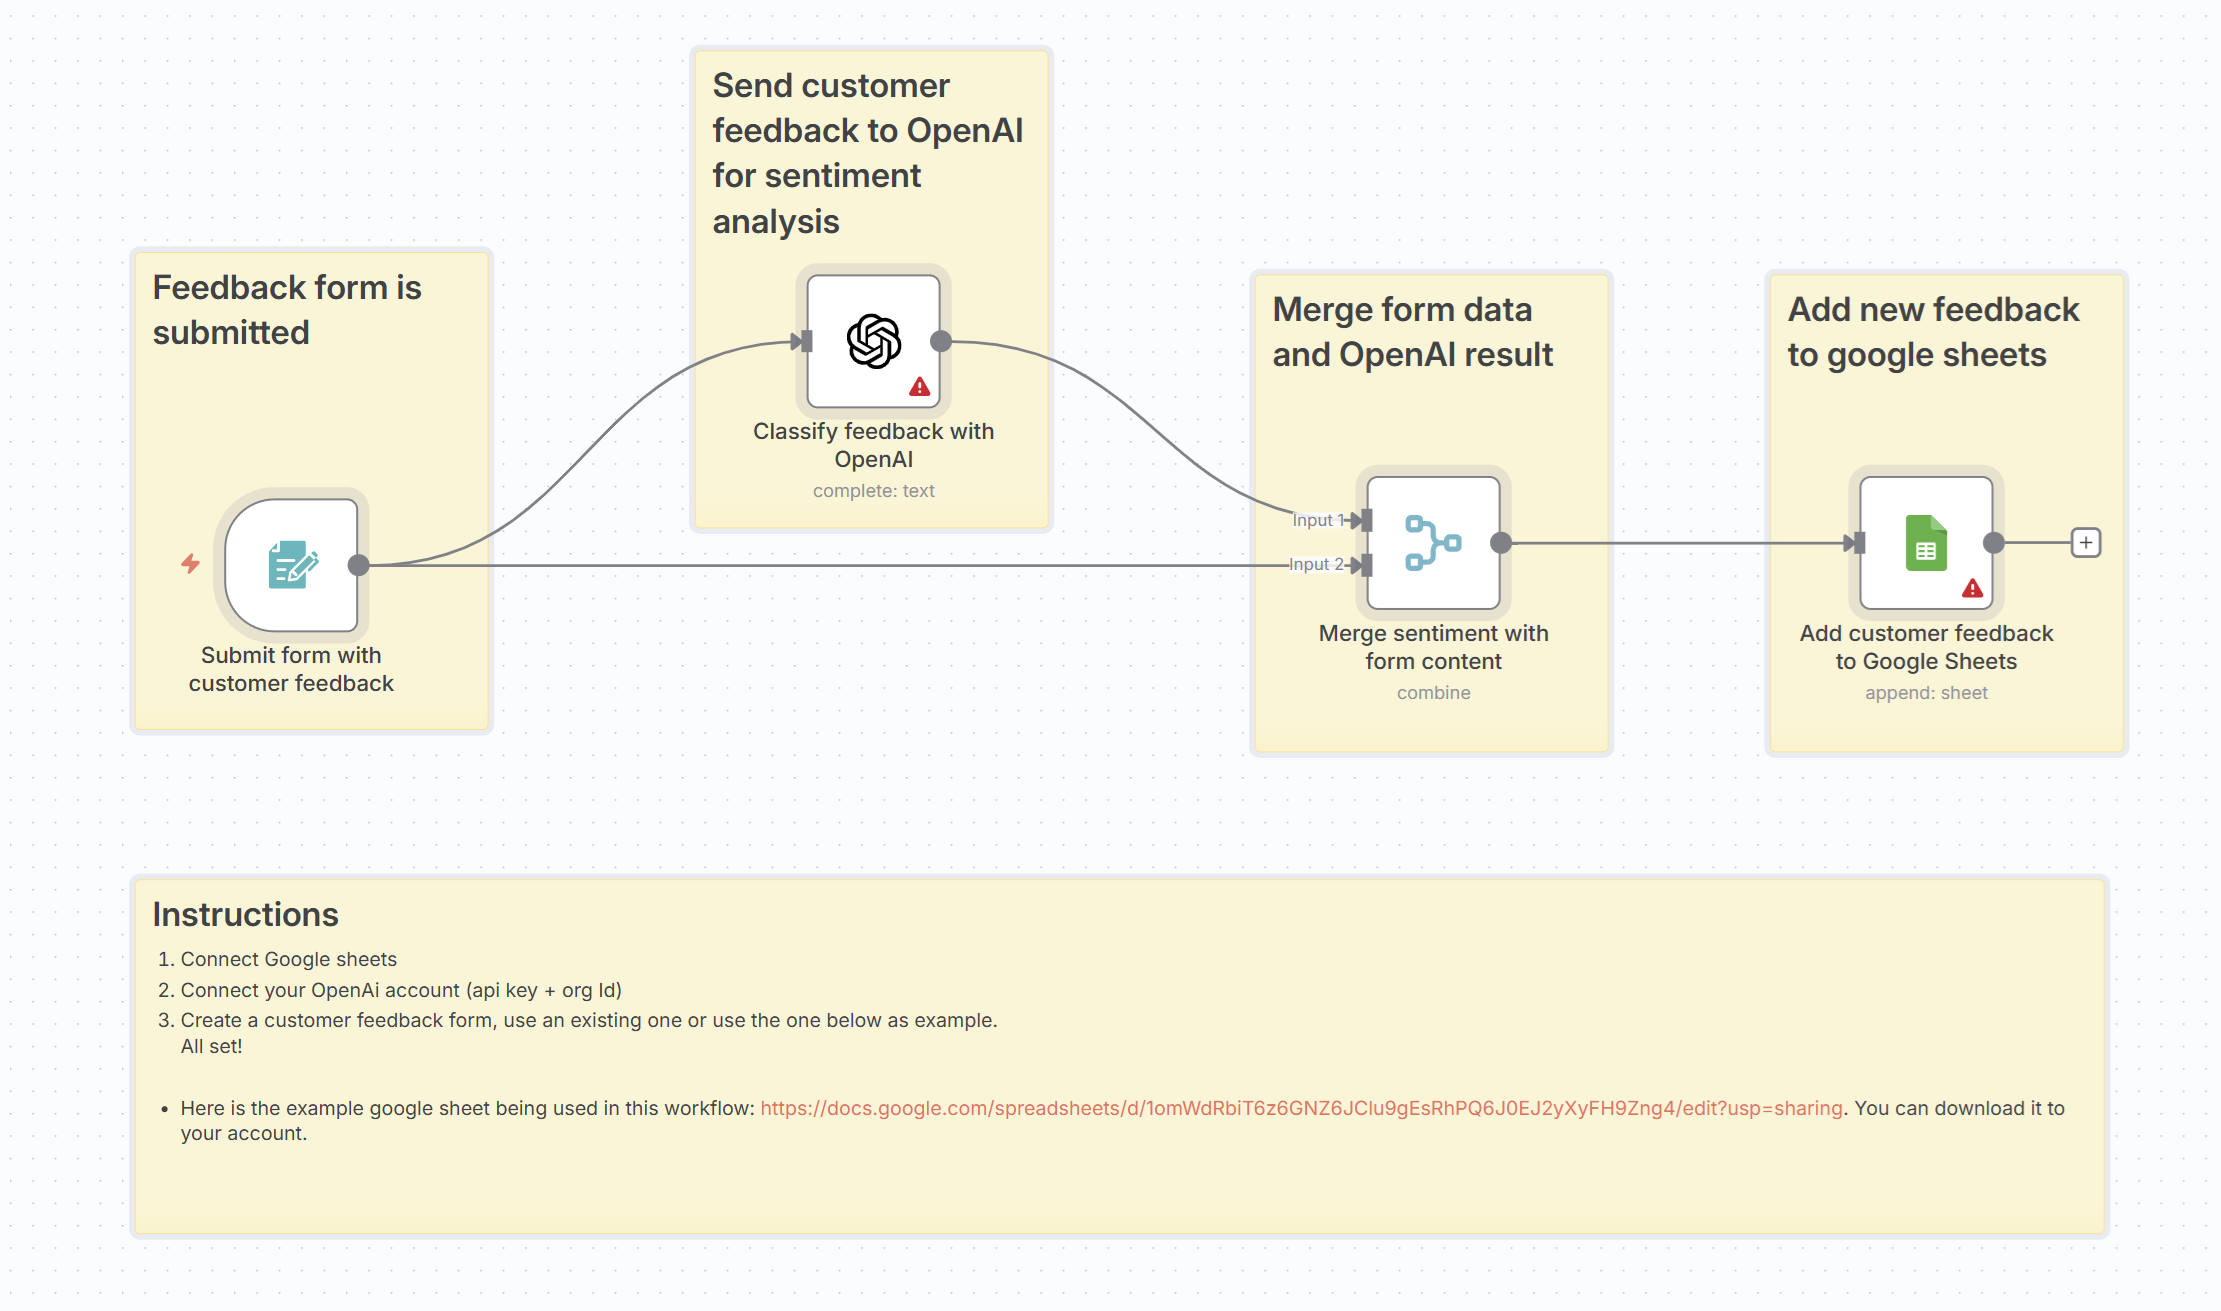 Send customer
feedback to OpenAI
for sentiment
analysis
Feedback form is
submitted
Merge form data
and OpenAI result
Add new feedback
to google sheets
Classify feedback with
OpenAI
complete: text
Input 1
Input 2
Submit form with
customer feedback
Merge sentiment with
form content
combine
Add customer feedback
to Google Sheets
append: sheet
Instructions
1. Connect Google sheets
2. Connect your OpenAi account (api key + org Id)
3. Create a customer feedback form, use an existing one or use the one below as example.
All set!
• Here is the example google sheet being used in this workflow: https://docs.google.com/spreadsheets/d/1omWdRbiT6z6GNZ6JClu9gEsRhPQ6J0EJ2yXyFH9Zng4/edit?usp=sharing. You can download it to
your account.